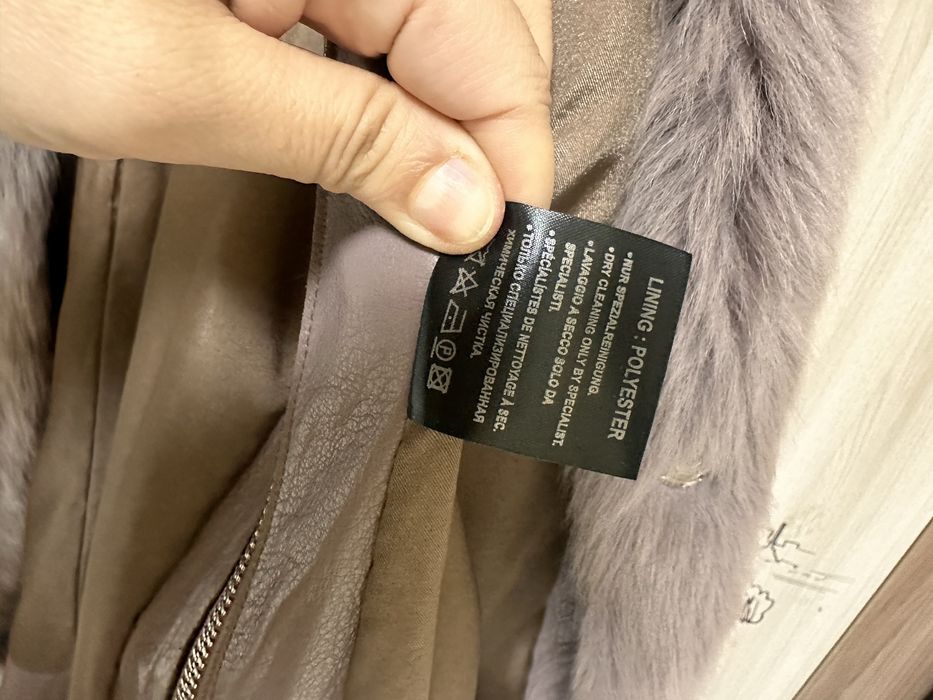 LINING : POLYESTER
•NUR SPEZIALREINIGUNG.
•DRY CLEANING ONLY BY SPECIALIST.
•LAVAGGIO A SECCO SOLO DA
SPECIALISTI.
•SPÉCIALISTES DE NETTOYAGE À SEC.
•ТОЛЬКО СПЕЦИАЛИЗИРОВАННАЯ
ХИМИЧЕСКАЯ ЧИСТКА.
P